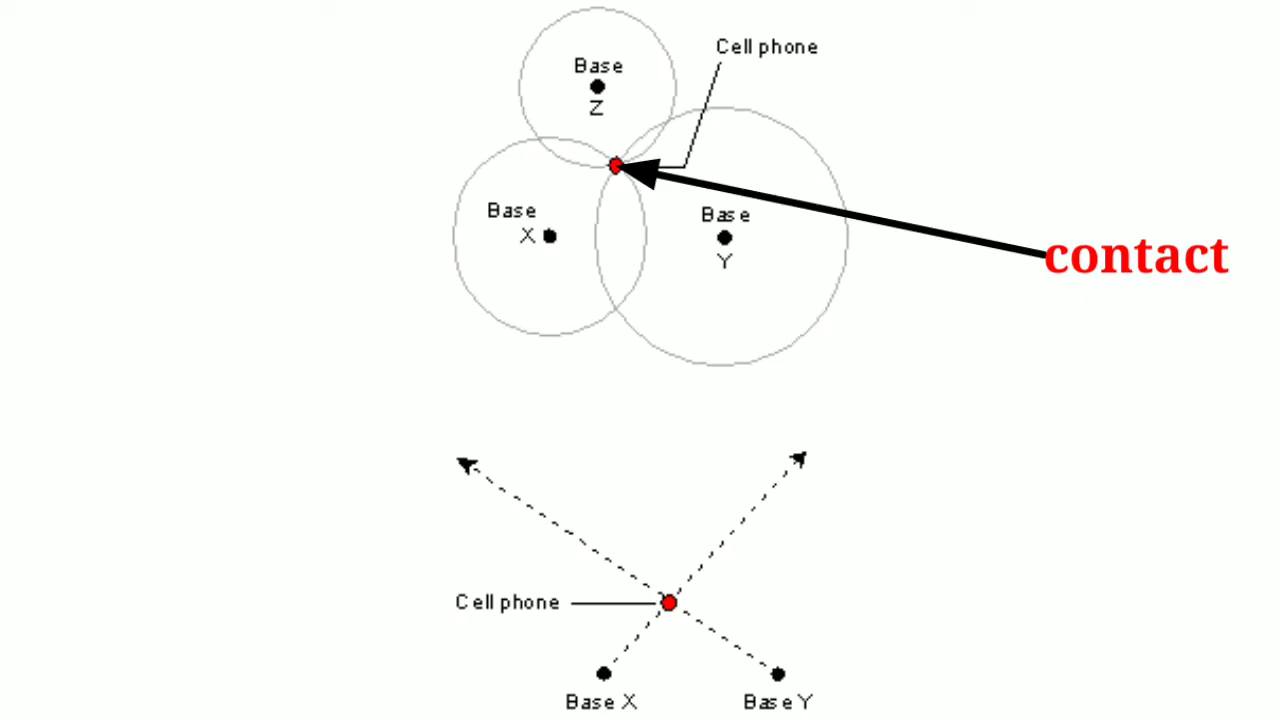 Cell phone
Base
Z
Base
X
Base
Y
contact
Cell phone
Base X
Base Y